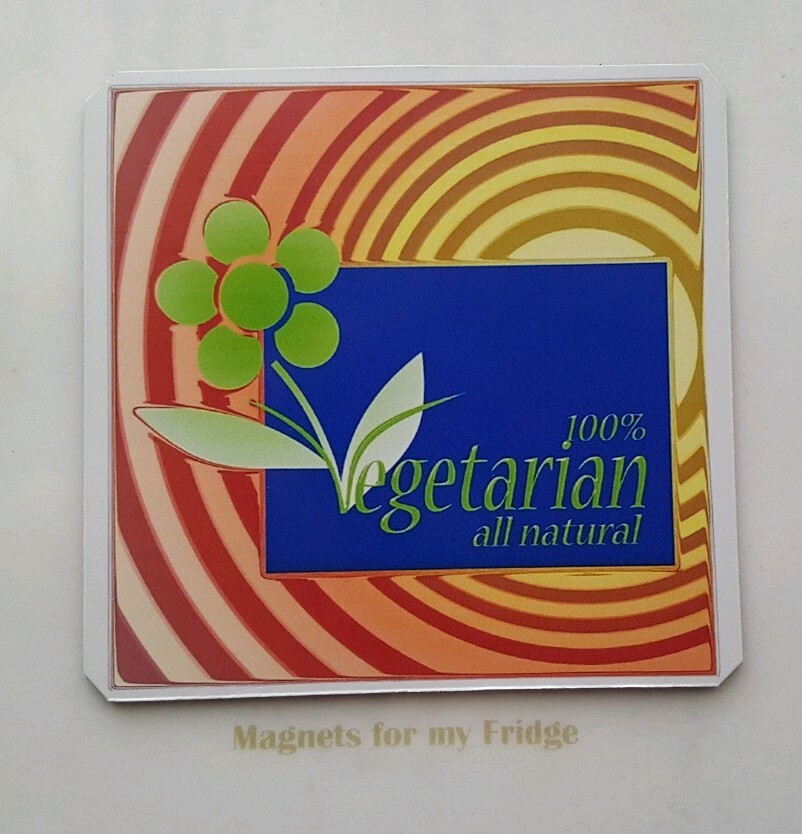 100%
Vegetarian
all natural
Magnets for my Fridge